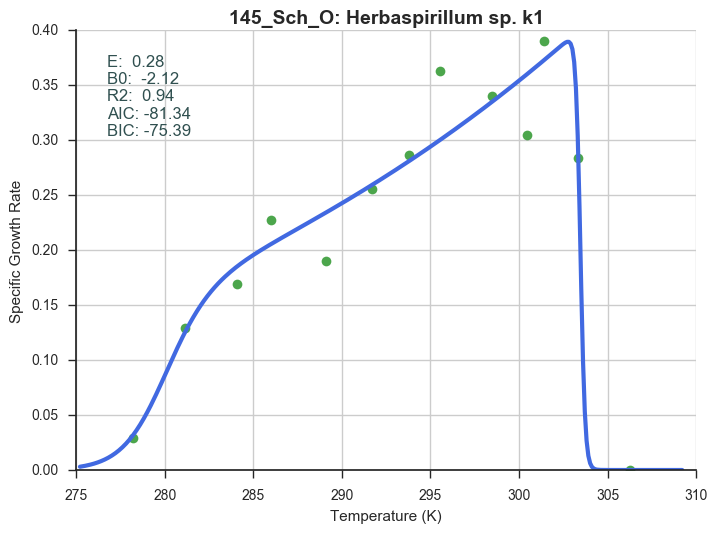 145_Sch_O: Herbaspirillum sp. k1
E: 0.28
B0: -2.12
R2: 0.94
AIC: -81.34
BIC: -75.39
0.40
0.35
0.30
0.25
0.20
0.15
0.10
0.05
0.00
Specific Growth Rate
275 280 285 290 295 300 305 310
Temperature (K)